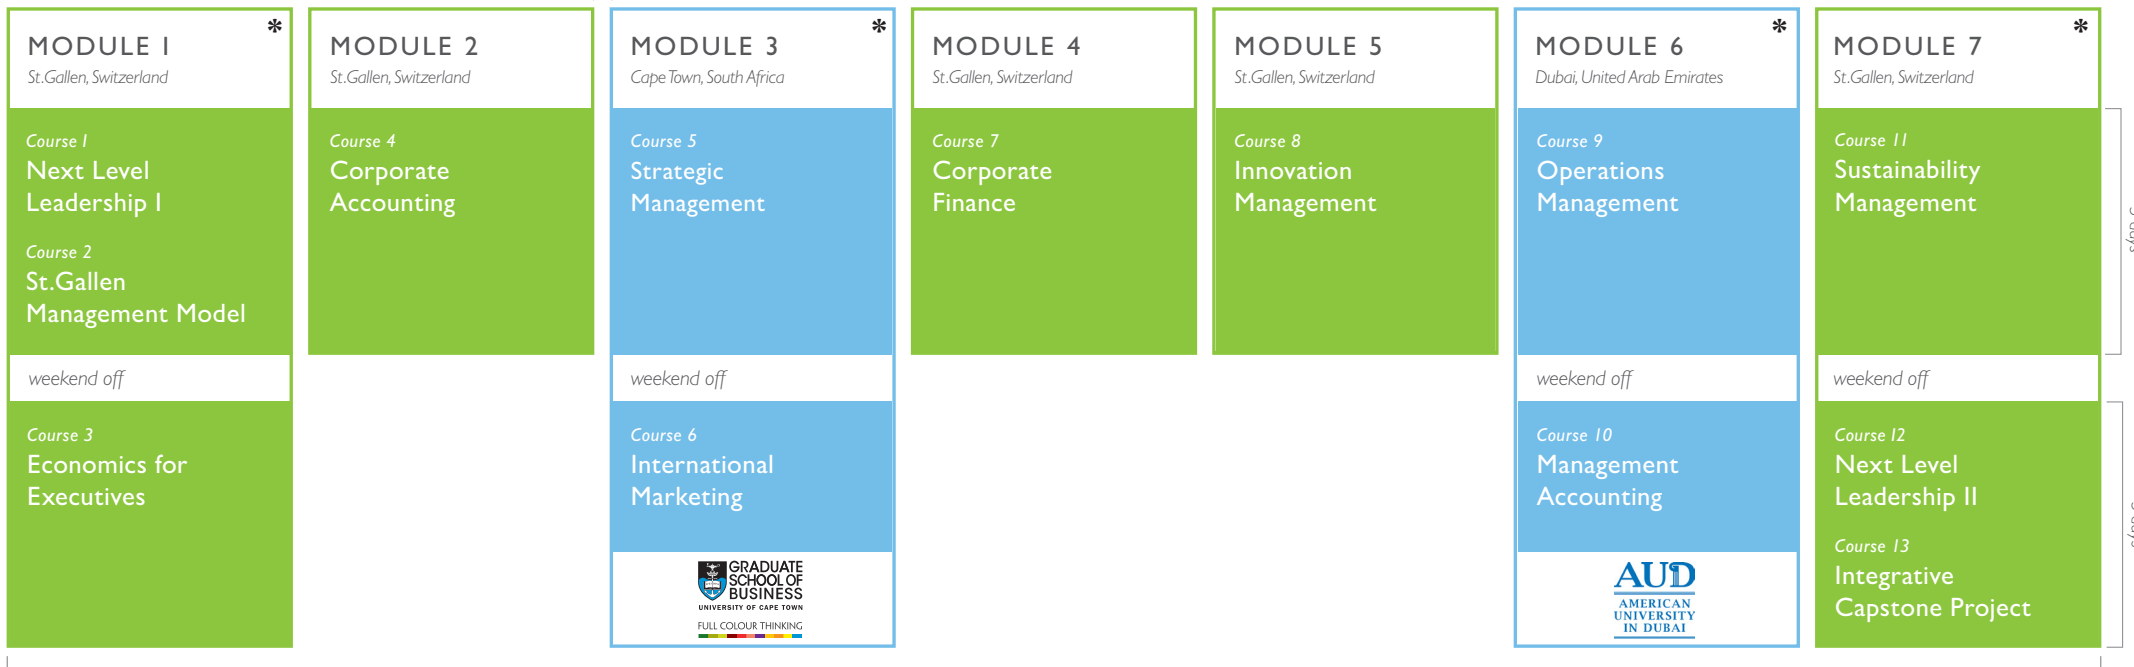 MODULE 1
*
St.Gallen, Switzerland
Course 1
Next Level
Leadership I
Course 2
St.Gallen
Management Model
weekend off
Course 3
Economics for
Executives
MODULE 2
St.Gallen, Switzerland
Course 4
Corporate
Accounting
MODULE 3
*
Cape Town, South Africa
Course 5
Strategic
Management
weekend off
Course 6
International
Marketing
GRADUATE
SCHOOL OF
BUSINESS
UNIVERSITY OF CAPE TOWN
FULL COLOUR THINKING
MODULE 4
St.Gallen, Switzerland
Course 7
Corporate
Finance
MODULE 5
St.Gallen, Switzerland
Course 8
Innovation
Management
MODULE 6
*
Dubai, United Arab Emirates
Course 9
Operations
Management
weekend off
Course 10
Management
Accounting
AUD
AMERICAN
UNIVERSITY
IN DUBAI
MODULE 7
*
St.Gallen, Switzerland
Course 11
Sustainability
Management
weekend off
Course 12
Next Level
Leadership II
Course 13
Integrative
Capstone Project